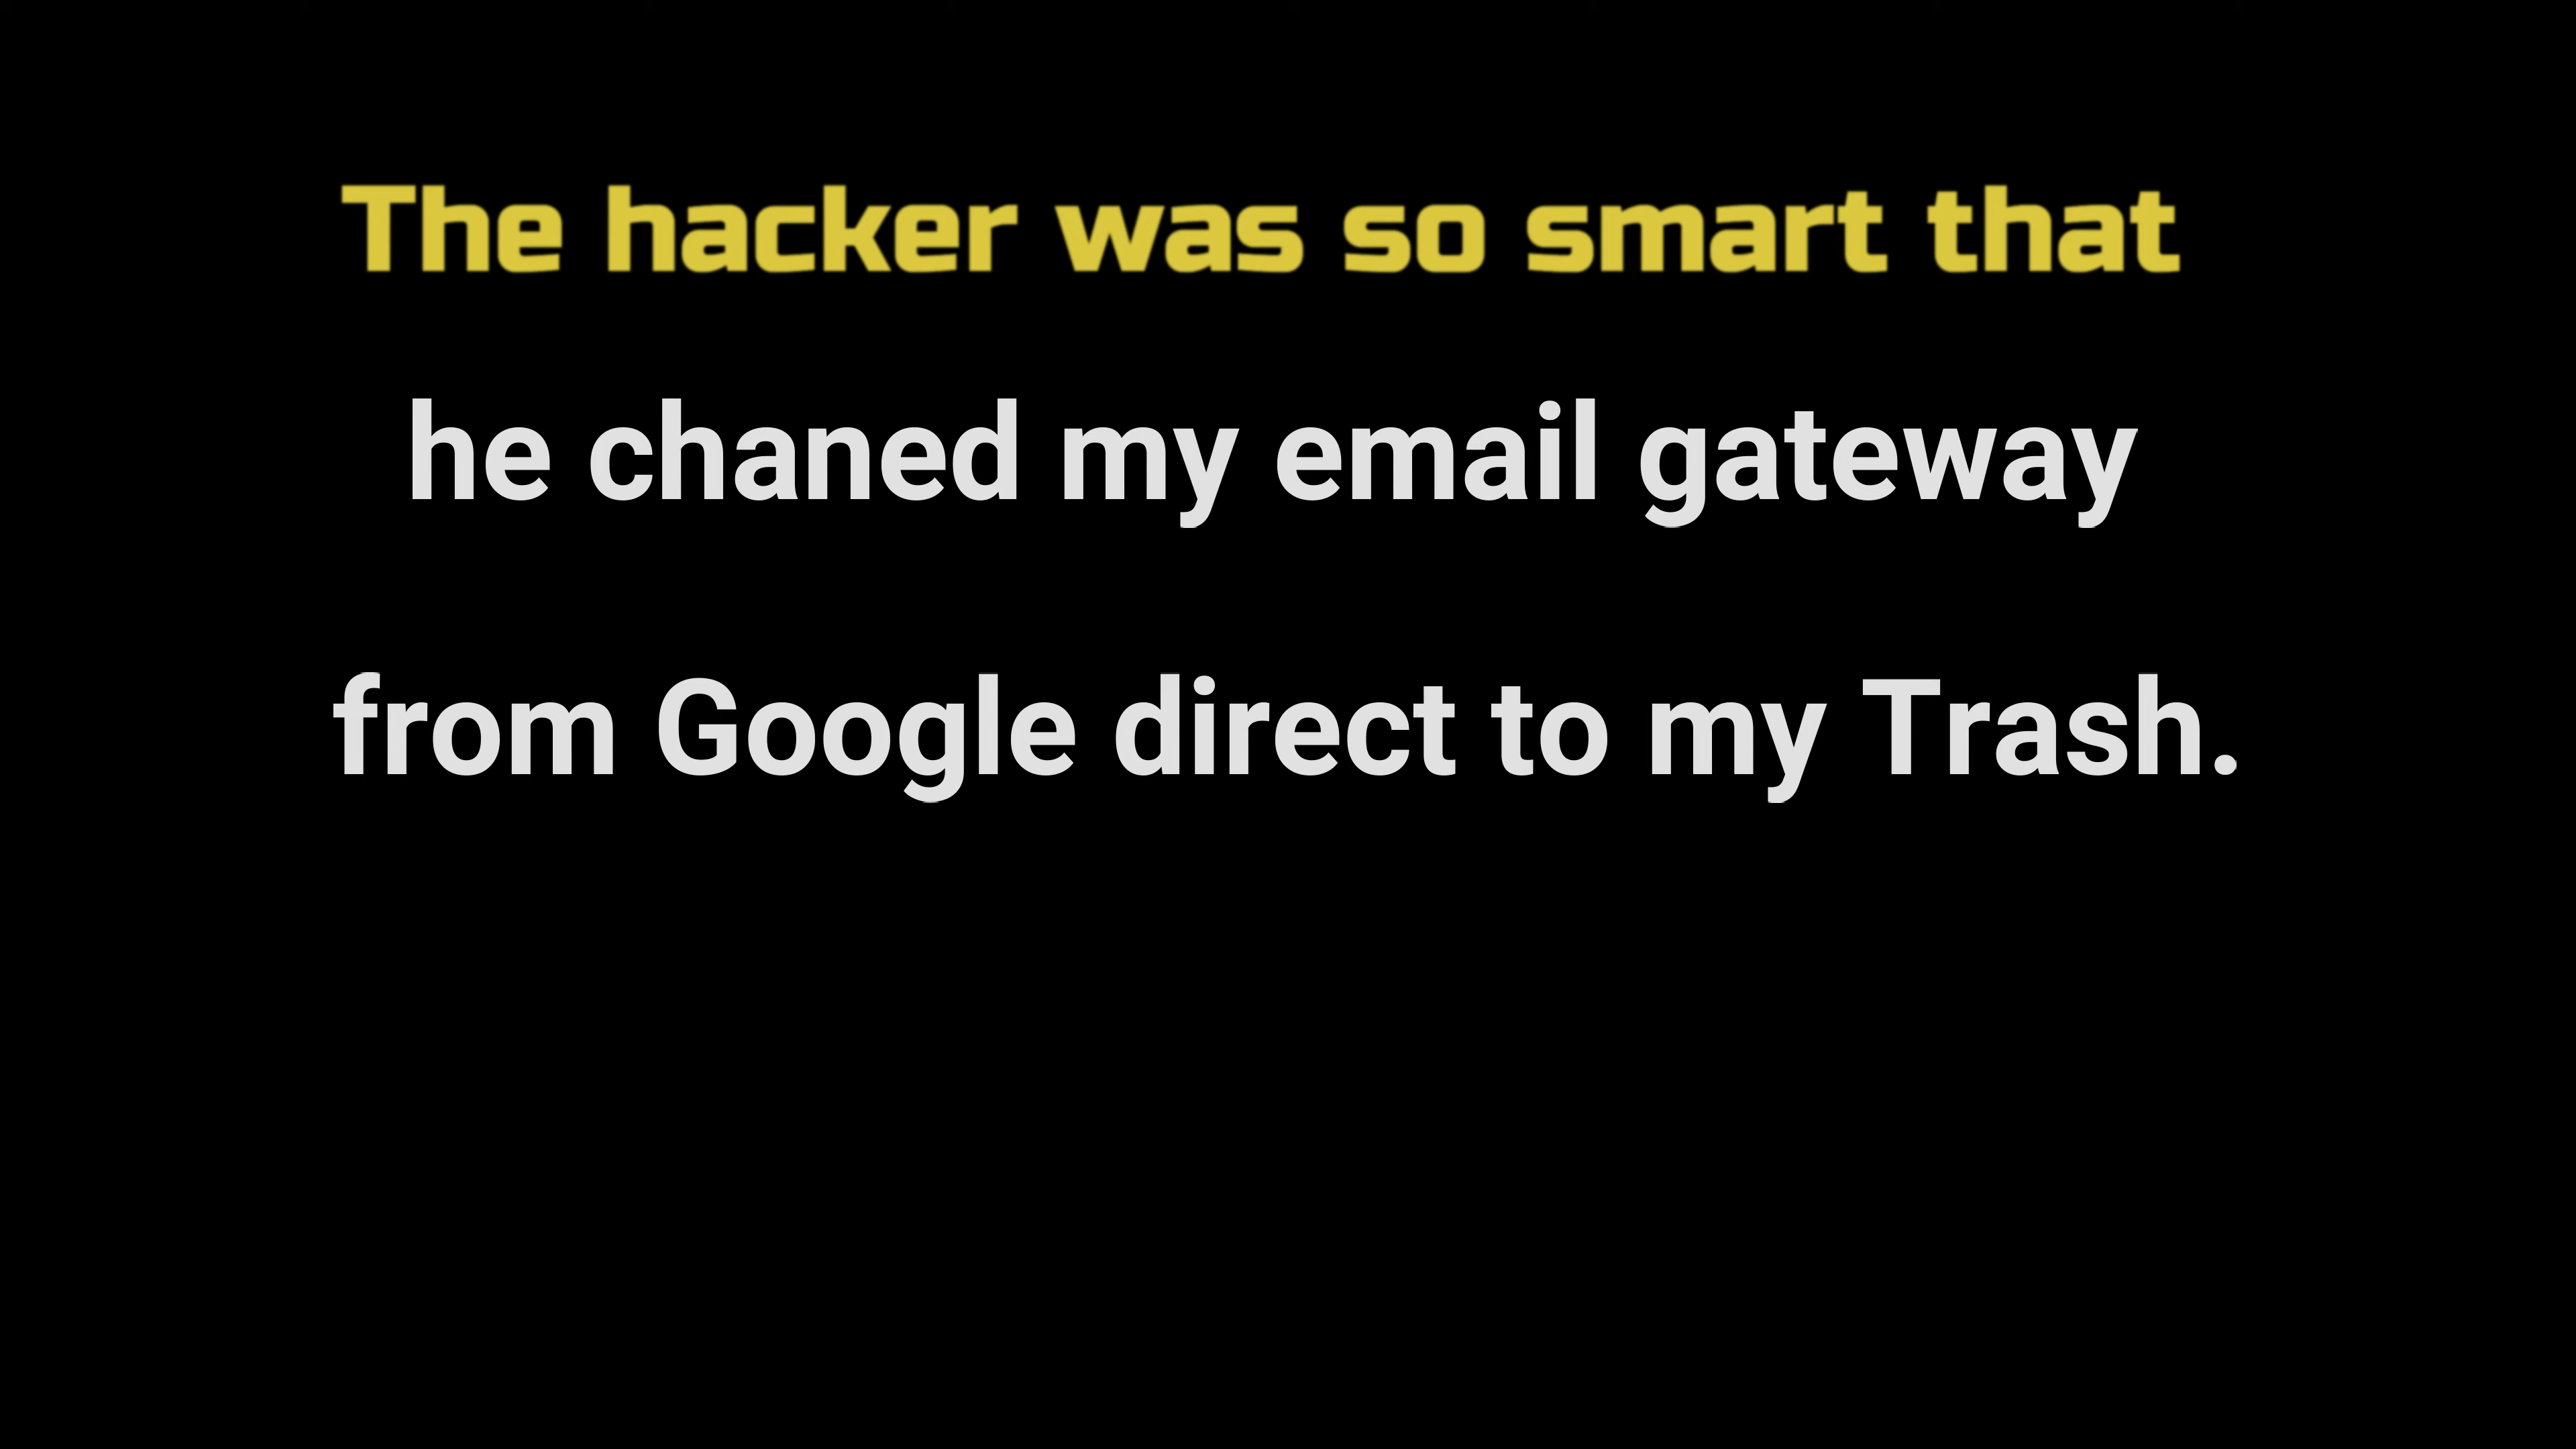 The hacker was so smart that
he chaned my email gateway
from Google direct to my Trash.